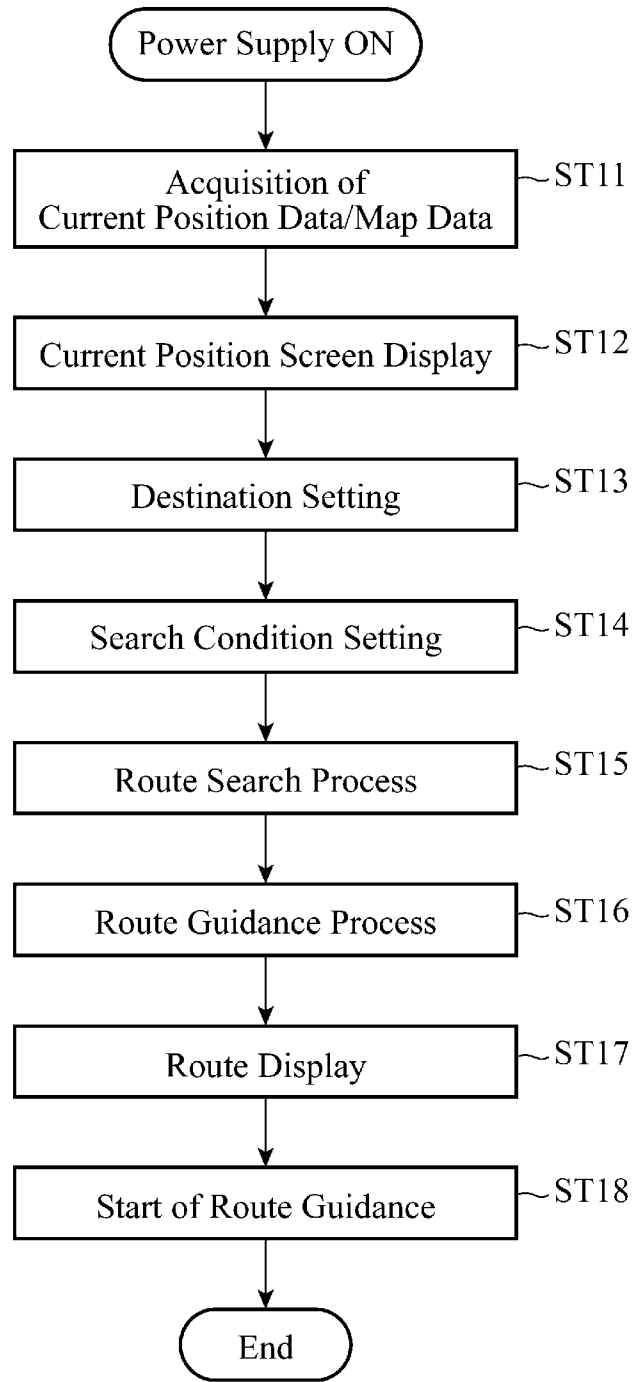 Power Supply ON
Acquisition of
Current Position Data/Map Data
ST11
Current Position Screen Display
ST12
Destination Setting
ST13
Search Condition Setting
ST14
Route Search Process
ST15
Route Guidance Process
ST16
Route Display
ST17
Start of Route Guidance
ST18
End